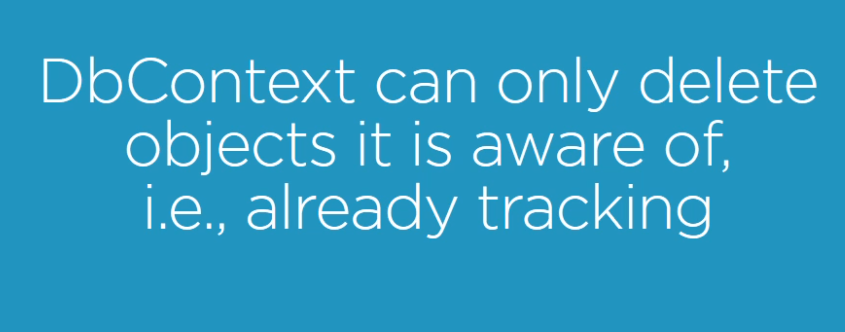 DbContext can only delete
objects it is aware of,
i.e., already tracking